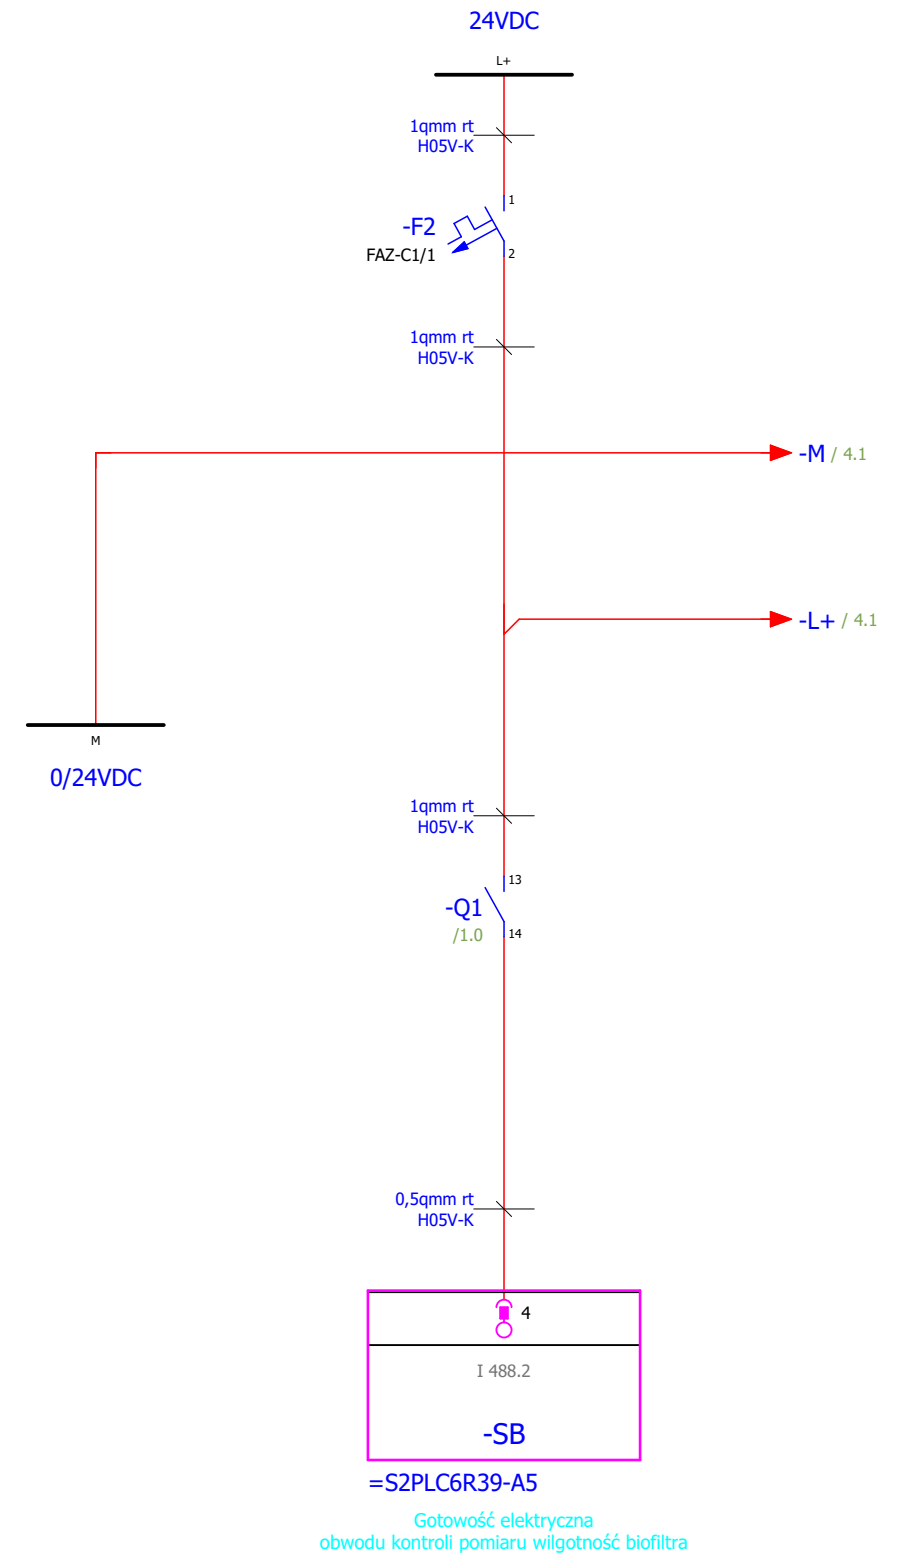 24VDC
L+
1qmm rt
H05V-K
1
-F2
FAZ-C1/1
2
1qmm rt
H05V-K
-M / 4.1
-L+ / 4.1
M
0/24VDC
1qmm rt
H05V-K
13
-Q1
/1.0
14
0,5qmm rt
H05V-K
4
I 488.2
-SB
=S2PLC6R39-A5
Gotowość elektryczna
obwodu kontroli pomiaru wilgotność biofiltra